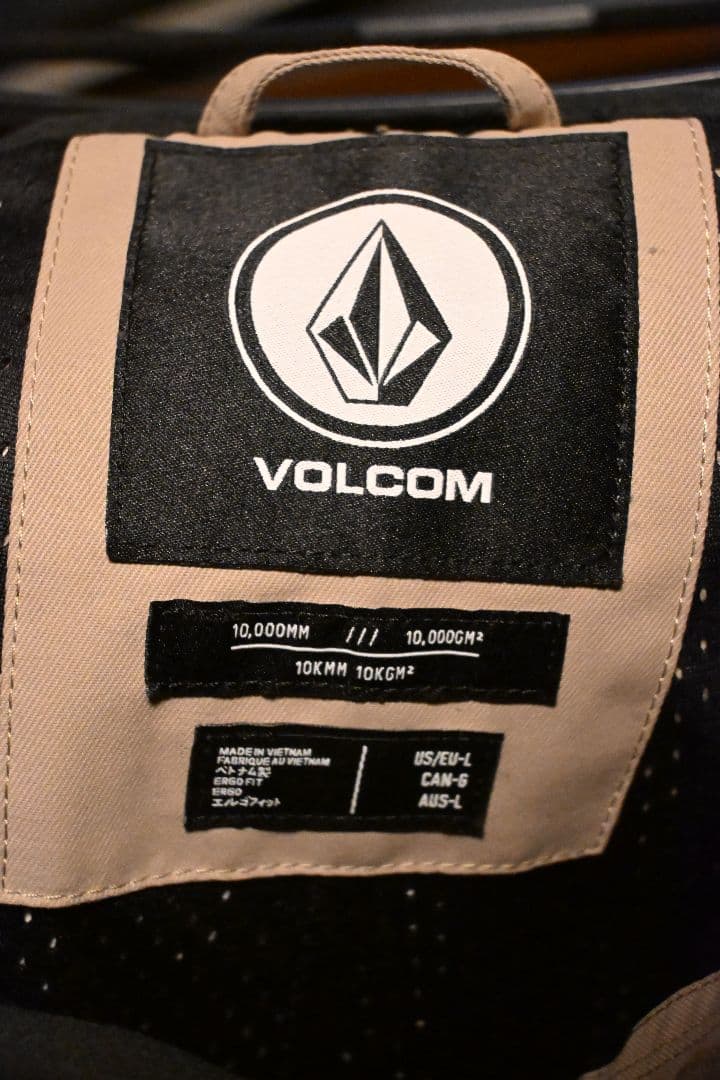 VOLCOM
10,000MM /// 10,000GM²
10KMM 10KGM²
MADE IN VIETNAM
FABRIQUE AU VIETNAM
ベトナム製
ERGO FIT
ERGO
エルゴフィット
US/EU-L
CAN-G
AUS-L